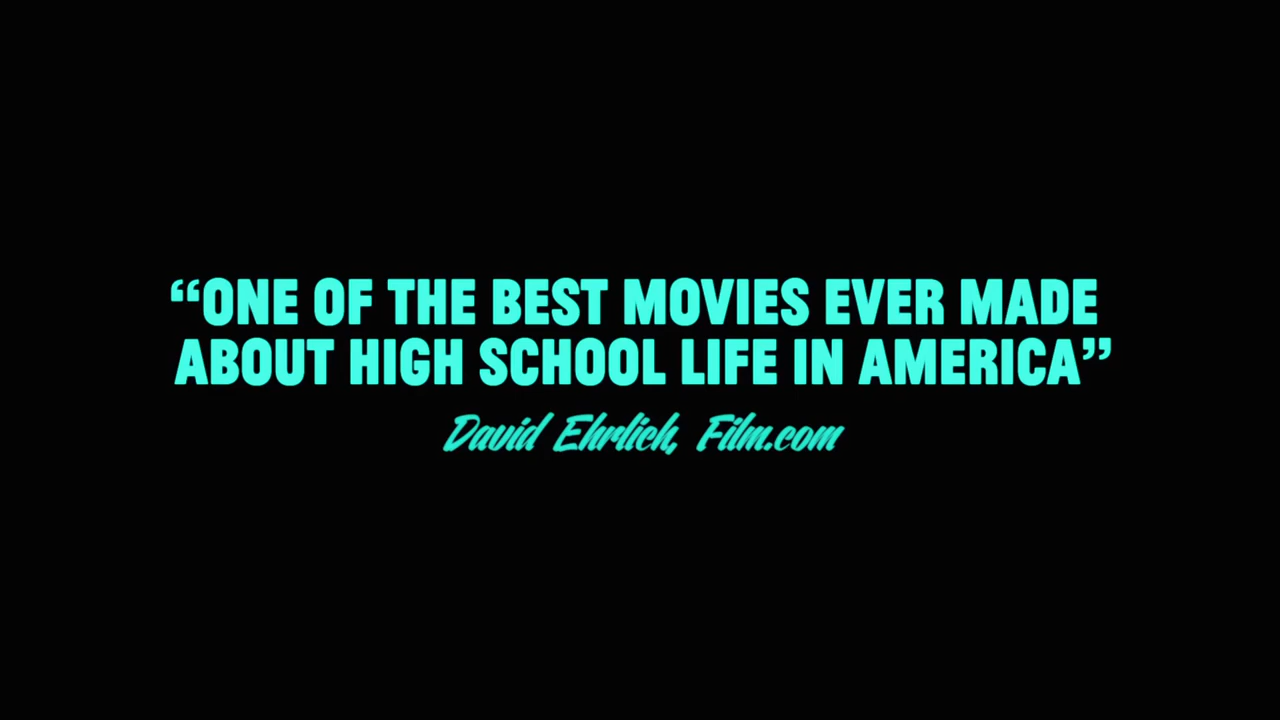 “ONE OF THE BEST MOVIES EVER MADE
ABOUT HIGH SCHOOL LIFE IN AMERICA”
David Ehrlich, Film.com